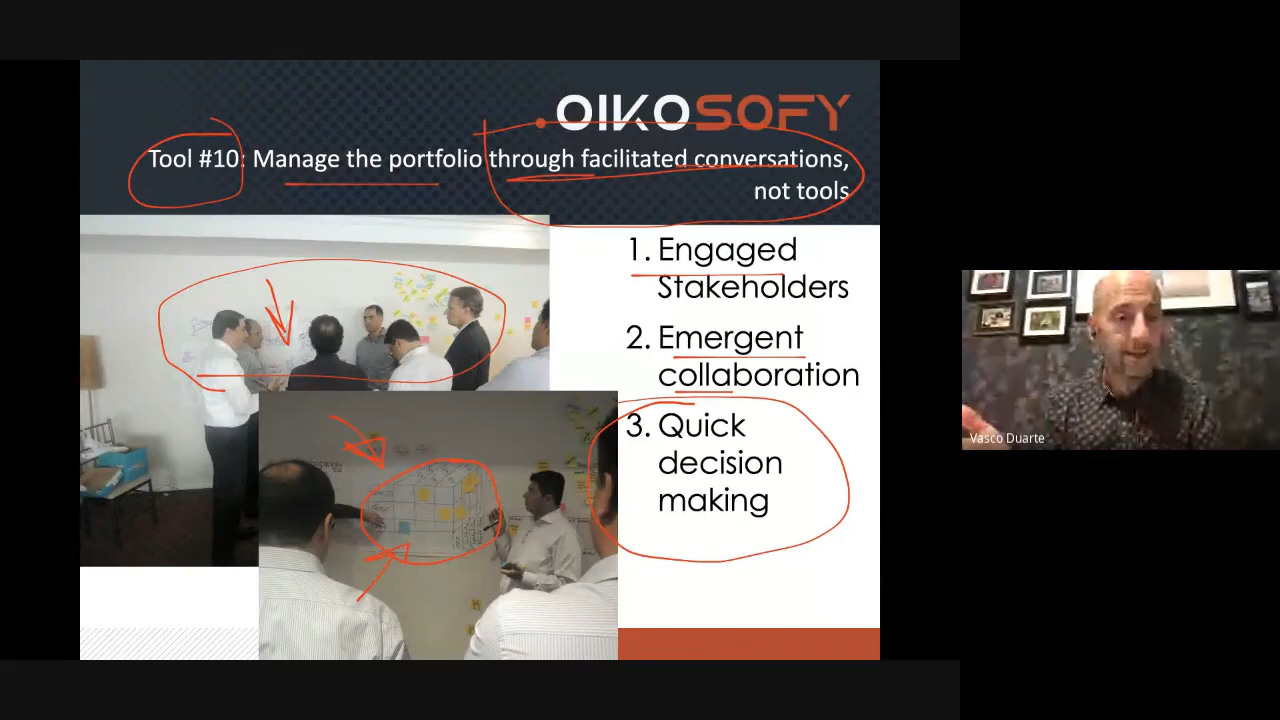 OIKOSOFY
Tool #10: Manage the portfolio through facilitated conversations,
not tools
1. Engaged
Stakeholders
2. Emergent
collaboration
3. Quick
decision
making
Vasco Duarte